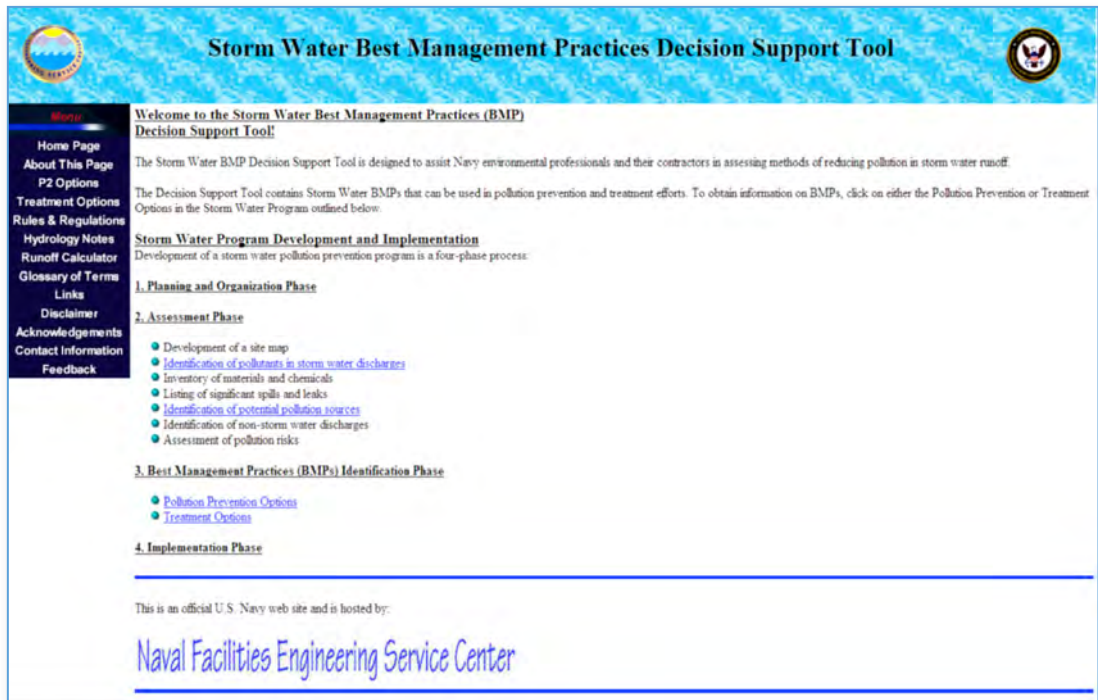 Storm Water Best Management Practices Decision Support Tool
Menu
Home Page
About This Page
P2 Options
Treatment Options
Rules & Regulations
Hydrology Notes
Runoff Calculator
Glossary of Terms
Links
Disclaimer
Acknowledgements
Contact Information
Feedback
Welcome to the Storm Water Best Management Practices (BMP)
Decision Support Tool!
The Storm Water BMP Decision Support Tool is designed to assist Navy environmental professionals and their contractors in assessing methods of reducing pollution in storm water runoff.
The Decision Support Tool contains Storm Water BMPs that can be used in pollution prevention and treatment efforts. To obtain information on BMPs, click on either the Pollution Prevention or Treatment
Options in the Storm Water Program outlined below.
Storm Water Program Development and Implementation
Development of a storm water pollution prevention program is a four-phase process:
1. Planning and Organization Phase
2. Assessment Phase
Development of a site map
Identification of pollutants in storm water discharges
Inventory of materials and chemicals
Listing of significant spills and leaks
Identification of potential pollution sources
Identification of non-storm water discharges
Assessment of pollution risks
3. Best Management Practices (BMPs) Identification Phase
Pollution Prevention Options
Treatment Options
4. Implementation Phase
This is an official U.S. Navy web site and is hosted by:
Naval Facilities Engineering Service Center